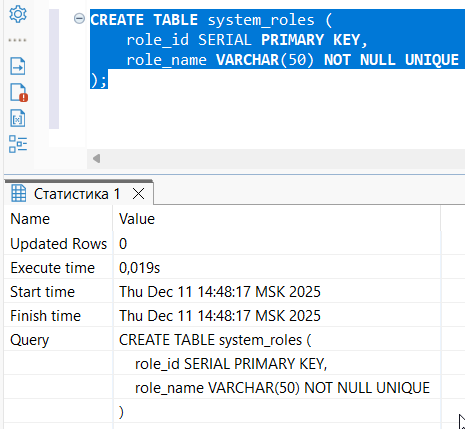 CREATE TABLE system_roles (
role_id SERIAL PRIMARY KEY,
role_name VARCHAR(50) NOT NULL UNIQUE
);
Статистика 1
Name Value
Updated Rows 0
Execute time 0,019s
Start time Thu Dec 11 14:48:17 MSK 2025
Finish time Thu Dec 11 14:48:17 MSK 2025
Query CREATE TABLE system_roles (
role_id SERIAL PRIMARY KEY,
role_name VARCHAR(50) NOT NULL UNIQUE
)